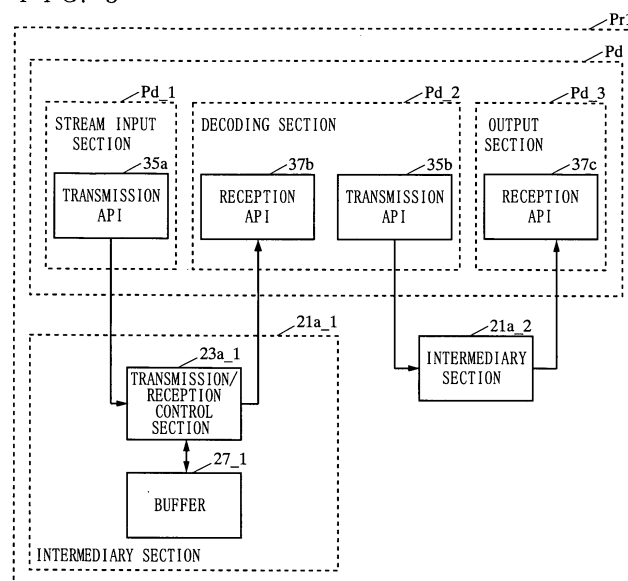 Pr1
Pd
Pd_1
Pd_2
Pd_3
STREAM INPUT
SECTION
DECODING SECTION
OUTPUT
SECTION
35a
37b
35b
37c
TRANSMISSION
API
RECEPTION
API
TRANSMISSION
API
RECEPTION
API
21a_1
21a_2
23a_1
INTERMEDIARY
SECTION
TRANSMISSION/
RECEPTION
CONTROL
SECTION
27_1
BUFFER
INTERMEDIARY SECTION